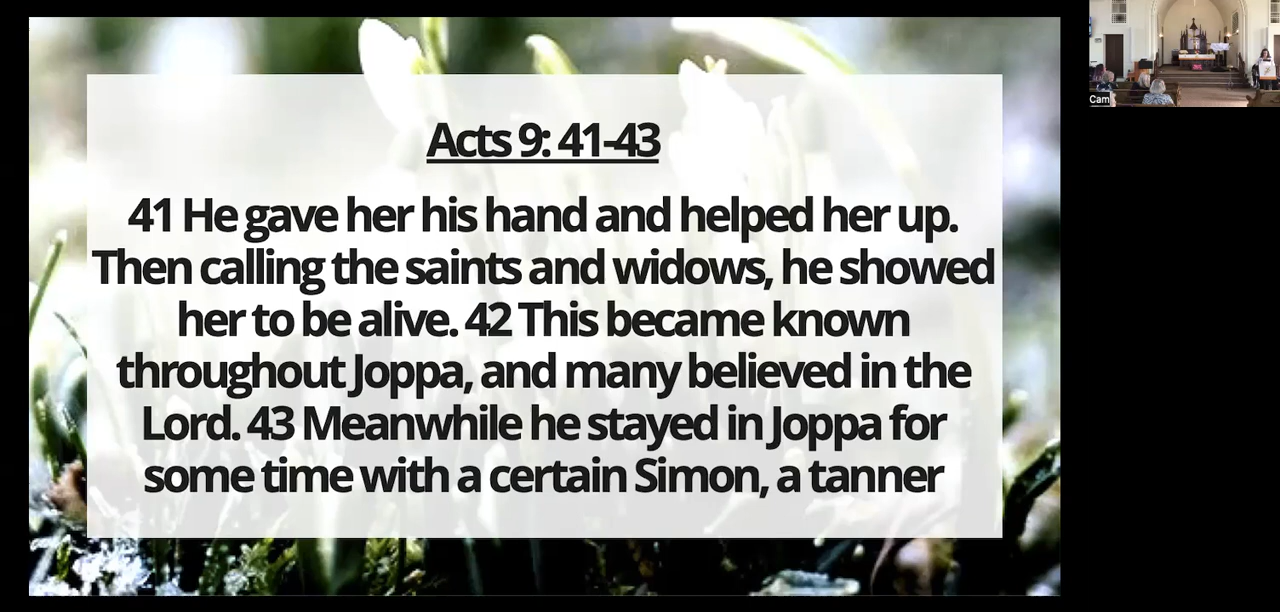 Acts 9: 41-43
41 He gave her his hand and helped her up.
Then calling the saints and widows, he showed
her to be alive. 42 This became known
throughout Joppa, and many believed in the
Lord. 43 Meanwhile he stayed in Joppa for
some time with a certain Simon, a tanner
Cam